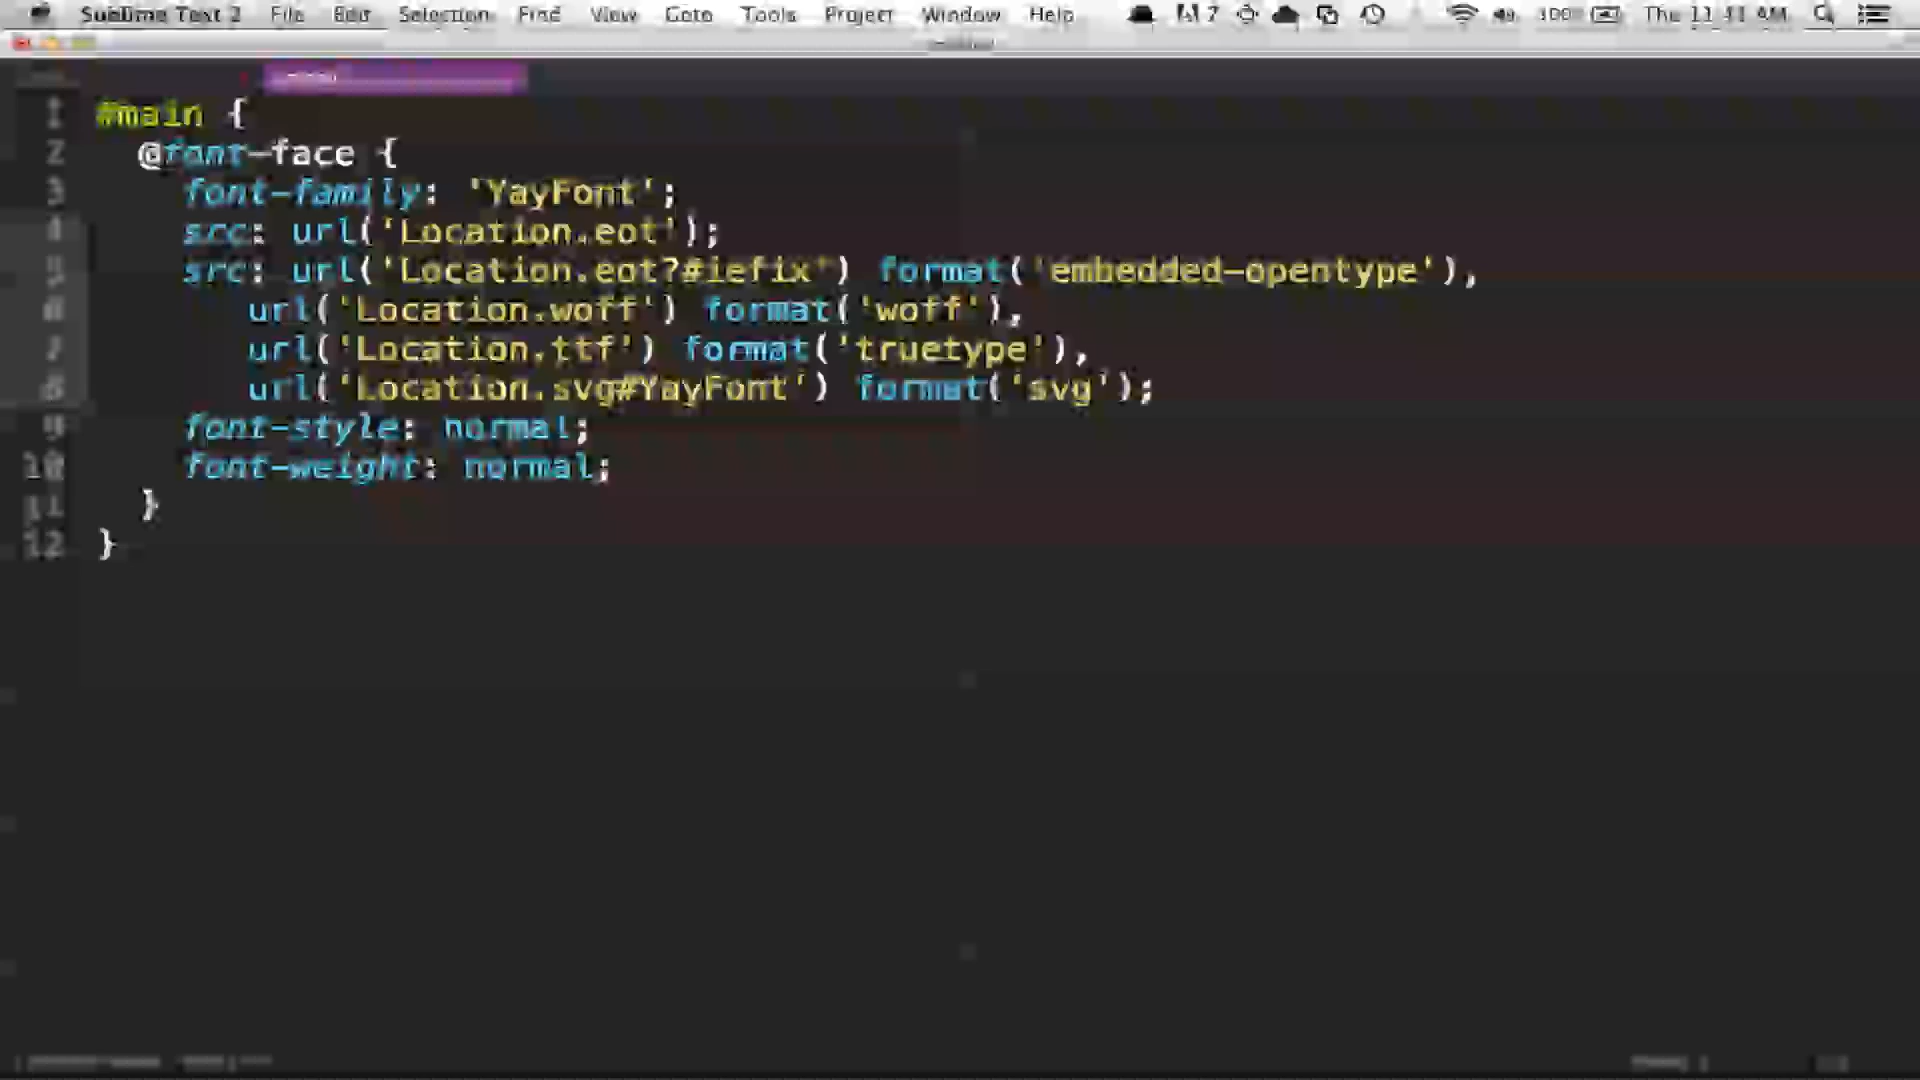 Sublime Text 2 File Edit Selection Find View Goto Tools Project Window Help
1 #main {
2 @font-face {
3 font-family: 'YayFont';
4 src: url('Location.eot');
5 src: url('Location.eot?#iefix') format('embedded-opentype'),
6 url('Location.woff') format('woff'),
7 url('Location.ttf') format('truetype'),
8 url('Location.svg#YayFont') format('svg');
9 font-style: normal;
10 font-weight: normal;
11 }
12 }